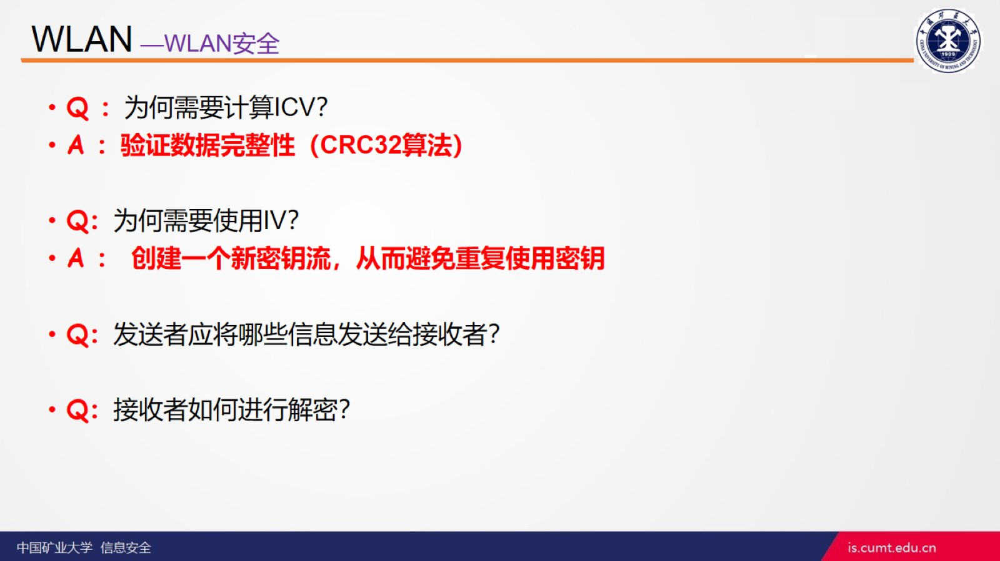 WLAN —WLAN安全
中国矿业大学
CHINA UNIVERSITY OF MINING AND TECHNOLOGY
1909
• Q ： 为何需要计算ICV？
• A ： 验证数据完整性（CRC32算法）
• Q： 为何需要使用IV？
• A ： 创建一个新密钥流，从而避免重复使用密钥
• Q： 发送者应将哪些信息发送给接收者？
• Q： 接收者如何进行解密？
中国矿业大学 信息安全
is.cumt.edu.cn